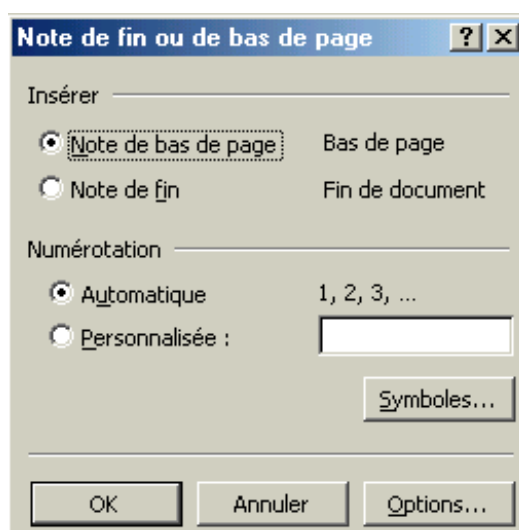 Note de fin ou de bas de page ? ×
Insérer
Note de bas de page Bas de page
Note de fin Fin de document
Numérotation
Automatique 1, 2, 3, ...
Personnalisée :
Symboles...
OK Annuler Options...